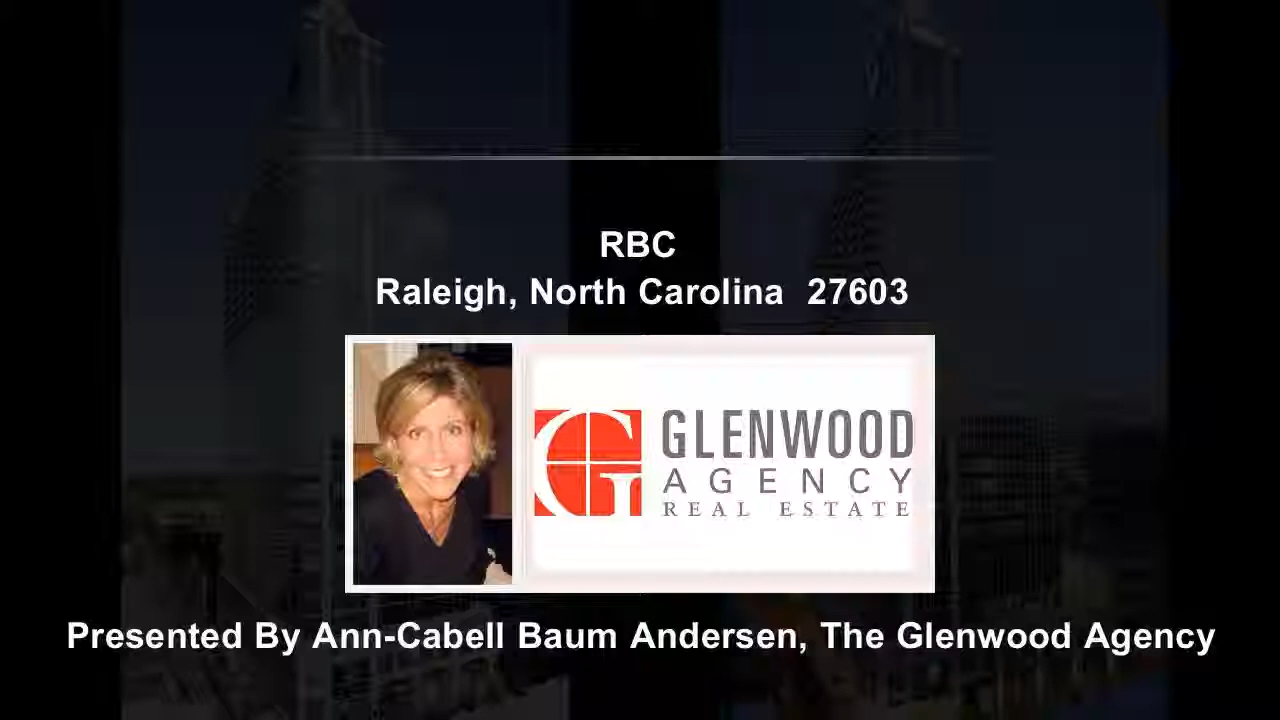 RBC
Raleigh, North Carolina  27603
G GLENWOOD
AGENCY
REAL ESTATE
Presented By Ann-Cabell Baum Andersen, The Glenwood Agency